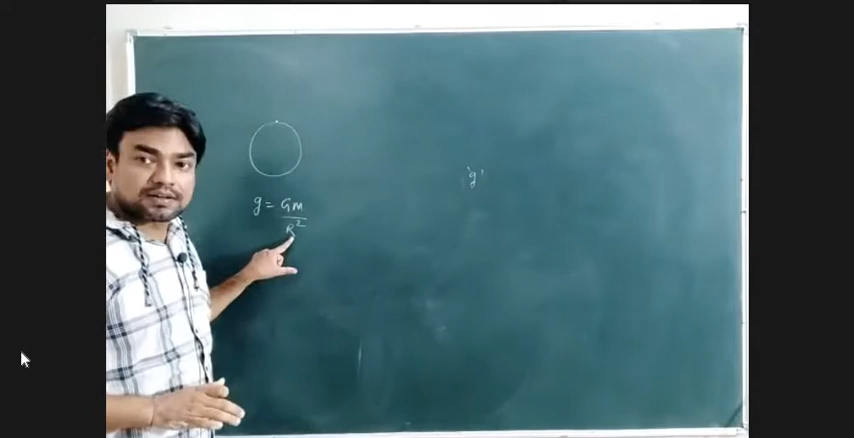 g = GM
R²
'g'